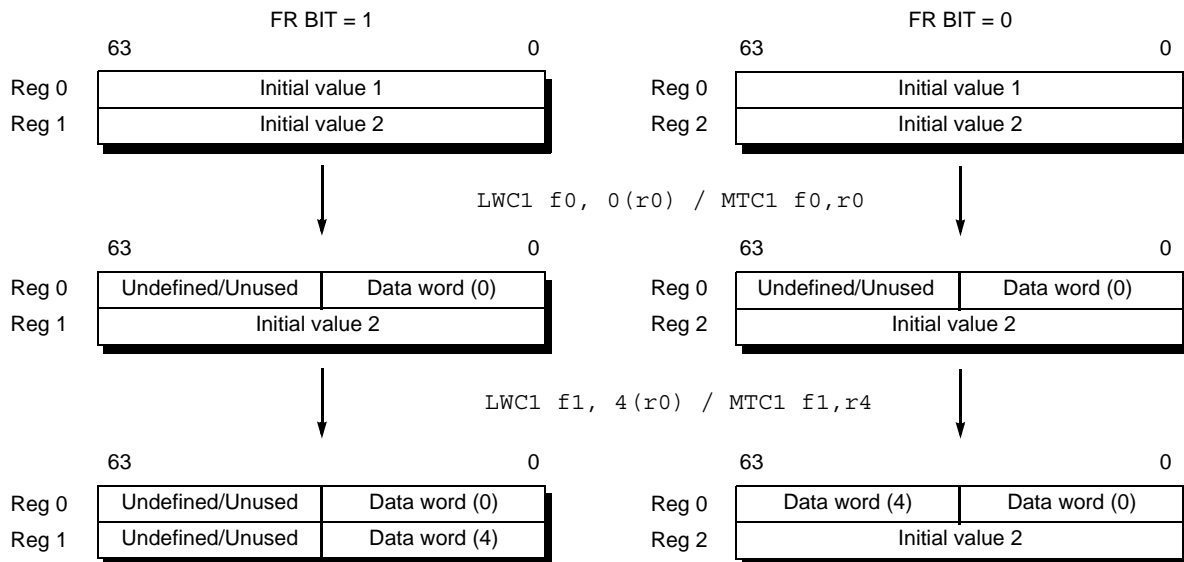 FR BIT = 1 FR BIT = 0
63 0 63 0
Reg 0 Initial value 1 Reg 0 Initial value 1
Reg 1 Initial value 2 Reg 2 Initial value 2
LWC1 f0, 0(r0) / MTC1 f0,r0
63 0 63 0
Reg 0 Undefined/Unused Data word (0) Reg 0 Undefined/Unused Data word (0)
Reg 1 Initial value 2 Reg 2 Initial value 2
LWC1 f1, 4(r0) / MTC1 f1,r4
63 0 63 0
Reg 0 Undefined/Unused Data word (0) Reg 0 Data word (4) Data word (0)
Reg 1 Undefined/Unused Data word (4) Reg 2 Initial value 2